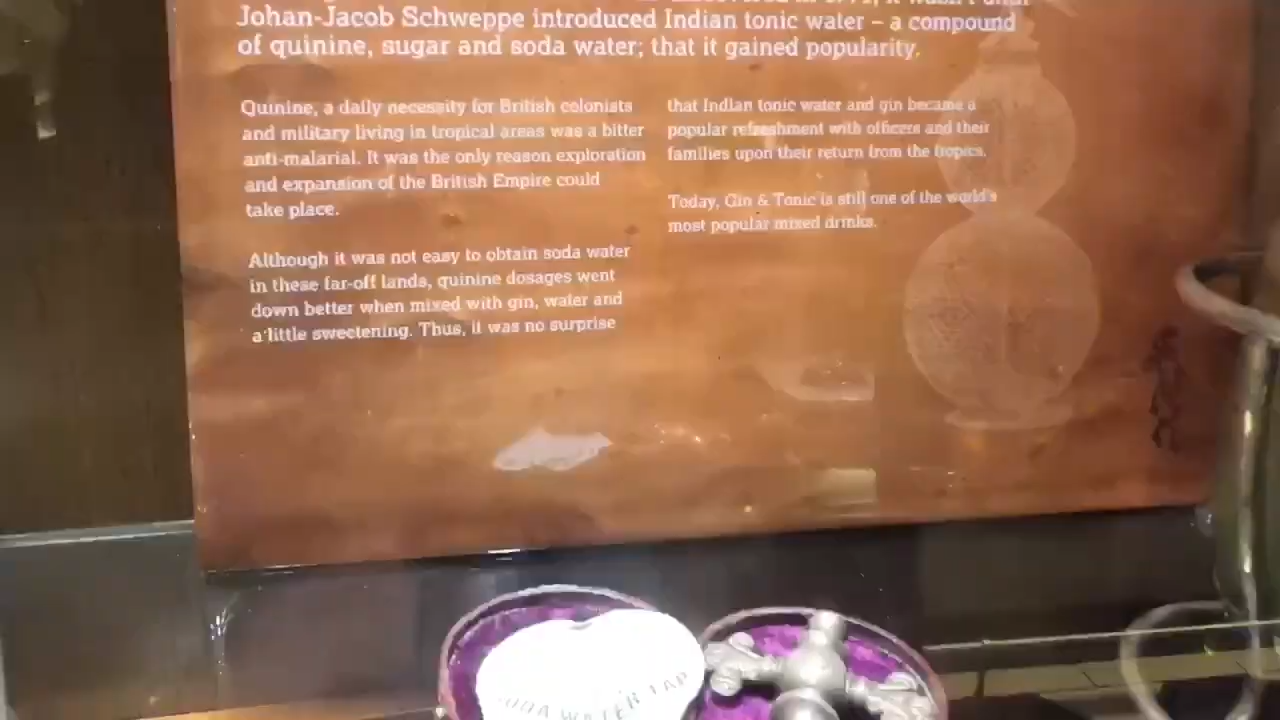 Johan-Jacob Schweppe introduced Indian tonic water – a compound
of quinine, sugar and soda water; that it gained popularity.
Quinine, a daily necessity for British colonists
and military living in tropical areas was a bitter
anti-malarial. It was the only reason exploration
and expansion of the British Empire could
take place.
Although it was not easy to obtain soda water
in these far-off lands, quinine dosages went
down better when mixed with gin, water and
a little sweetening. Thus, it was no surprise
that Indian tonic water and gin became a
popular refreshment with officers and their
families upon their return from the tropics.
Today, Gin & Tonic is still one of the world's
most popular mixed drinks.
WATER TAP